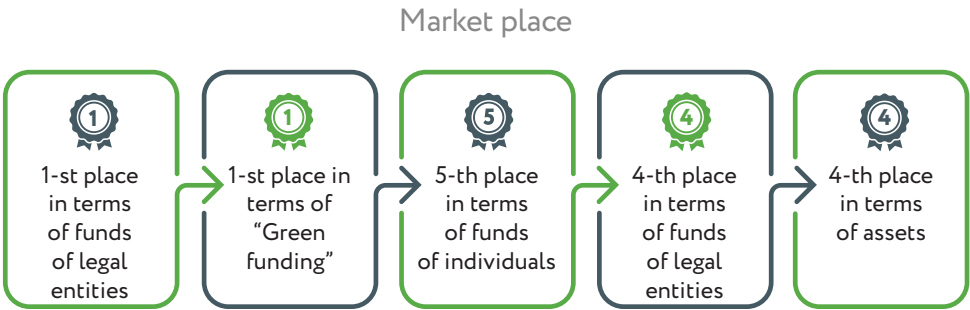 Market place
1
1-st place
in terms
of funds
of legal
entities
1
1-st place in
terms of
“Green
funding”
5
5-th place
in terms
of funds
of individuals
4
4-th place
in terms
of funds
of legal
entities
4
4-th place
in terms
of assets